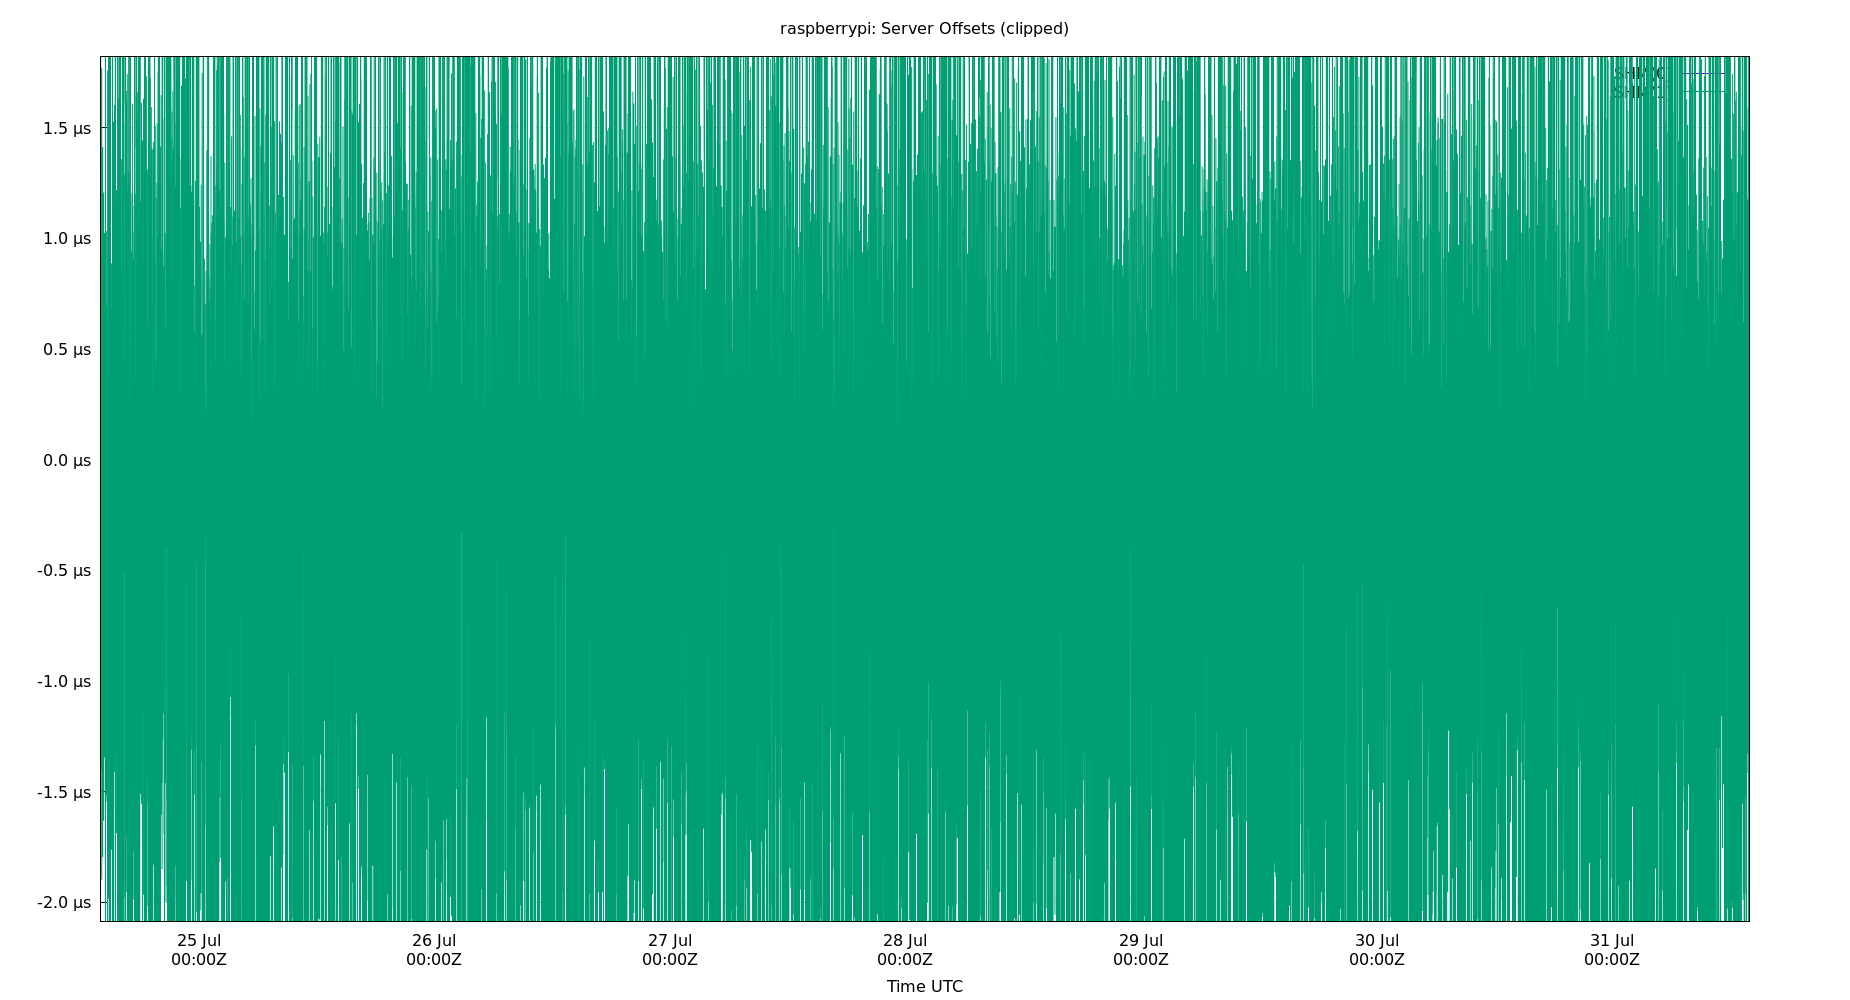 raspberrypi: Server Offsets (clipped)
1.5 µs
1.0 µs
0.5 µs
0.0 µs
-0.5 µs
-1.0 µs
-1.5 µs
-2.0 µs
25 Jul 26 Jul 27 Jul 28 Jul 29 Jul 30 Jul 31 Jul
00:00Z 00:00Z 00:00Z 00:00Z 00:00Z 00:00Z 00:00Z
Time UTC